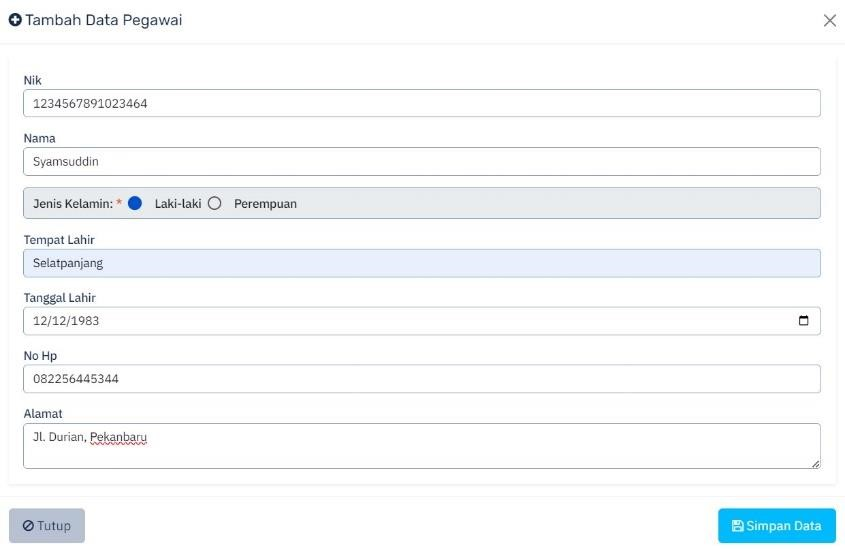 Tambah Data Pegawai
Nik
1234567891023464
Nama
Syamsuddin
Jenis Kelamin: * Laki-laki Perempuan
Tempat Lahir
Selatpanjang
Tanggal Lahir
12/12/1983
No Hp
082256445344
Alamat
Jl. Durian, Pekanbaru
Tutup Simpan Data